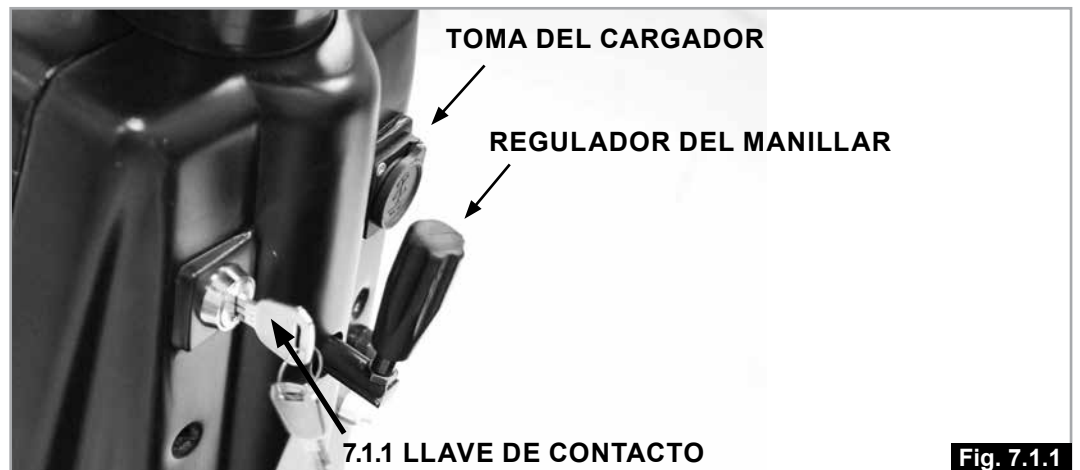 TOMA DEL CARGADOR
REGULADOR DEL MANILLAR
7.1.1 LLAVE DE CONTACTO
Fig. 7.1.1